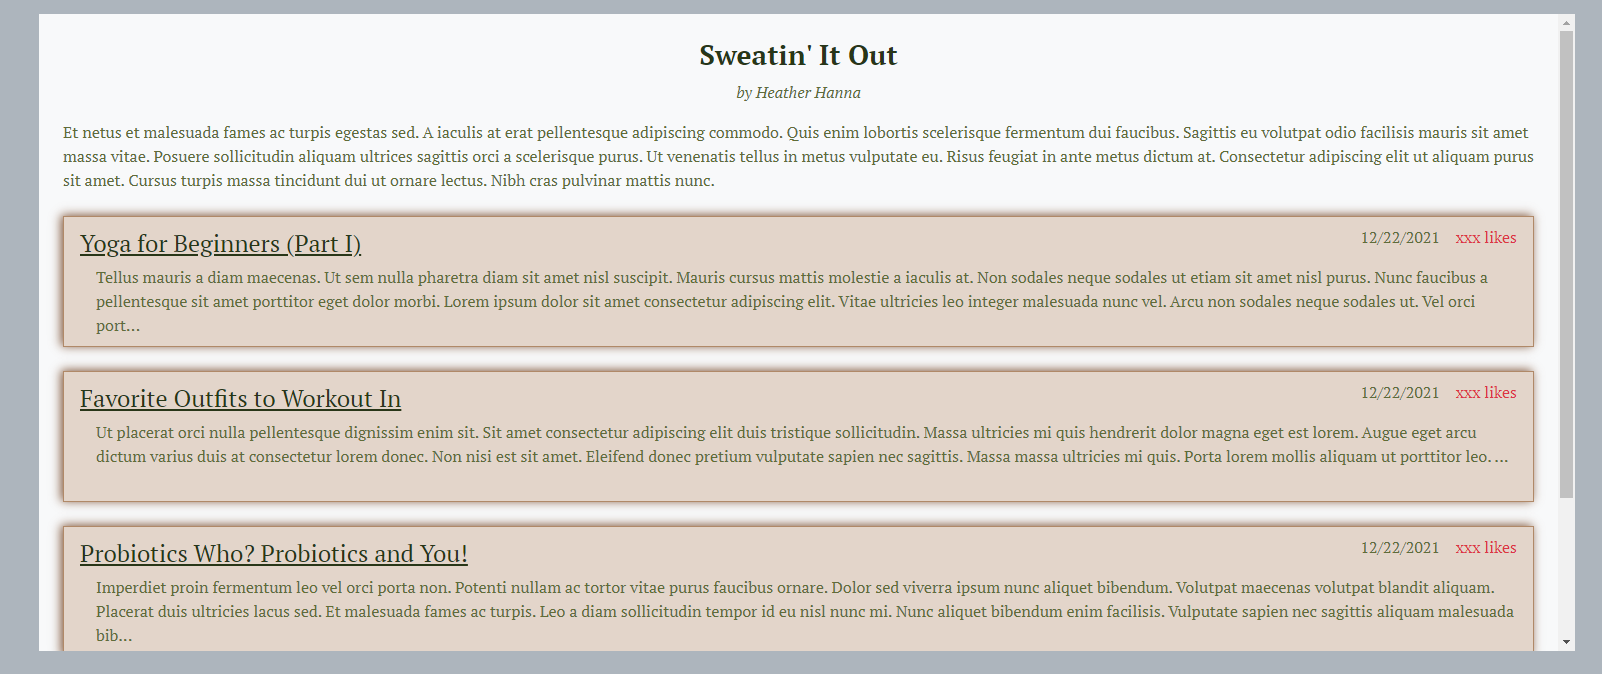 Sweatin' It Out
by Heather Hanna
Et netus et malesuada fames ac turpis egestas sed. A iaculis at erat pellentesque adipiscing commodo. Quis enim lobortis scelerisque fermentum dui faucibus. Sagittis eu volutpat odio facilisis mauris sit amet
massa vitae. Posuere sollicitudin aliquam ultrices sagittis orci a scelerisque purus. Ut venenatis tellus in metus vulputate eu. Risus feugiat in ante metus dictum at. Consectetur adipiscing elit ut aliquam purus
sit amet. Cursus turpis massa tincidunt dui ut ornare lectus. Nibh cras pulvinar mattis nunc.
Yoga for Beginners (Part I) 12/22/2021 xxx likes
Tellus mauris a diam maecenas. Ut sem nulla pharetra diam sit amet nisl suscipit. Mauris cursus mattis molestie a iaculis at. Non sodales neque sodales ut etiam sit amet nisl purus. Nunc faucibus a
pellentesque sit amet porttitor eget dolor morbi. Lorem ipsum dolor sit amet consectetur adipiscing elit. Vitae ultricies leo integer malesuada nunc vel. Arcu non sodales neque sodales ut. Vel orci
port...
Favorite Outfits to Workout In 12/22/2021 xxx likes
Ut placerat orci nulla pellentesque dignissim enim sit. Sit amet consectetur adipiscing elit duis tristique sollicitudin. Massa ultricies mi quis hendrerit dolor magna eget est lorem. Augue eget arcu
dictum varius duis at consectetur lorem donec. Non nisi est sit amet. Eleifend donec pretium vulputate sapien nec sagittis. Massa massa ultricies mi quis. Porta lorem mollis aliquam ut porttitor leo. ...
Probiotics Who? Probiotics and You! 12/22/2021 xxx likes
Imperdiet proin fermentum leo vel orci porta non. Potenti nullam ac tortor vitae purus faucibus ornare. Dolor sed viverra ipsum nunc aliquet bibendum. Volutpat maecenas volutpat blandit aliquam.
Placerat duis ultricies lacus sed. Et malesuada fames ac turpis. Leo a diam sollicitudin tempor id eu nisl nunc mi. Nunc aliquet bibendum enim facilisis. Vulputate sapien nec sagittis aliquam malesuada
bib...